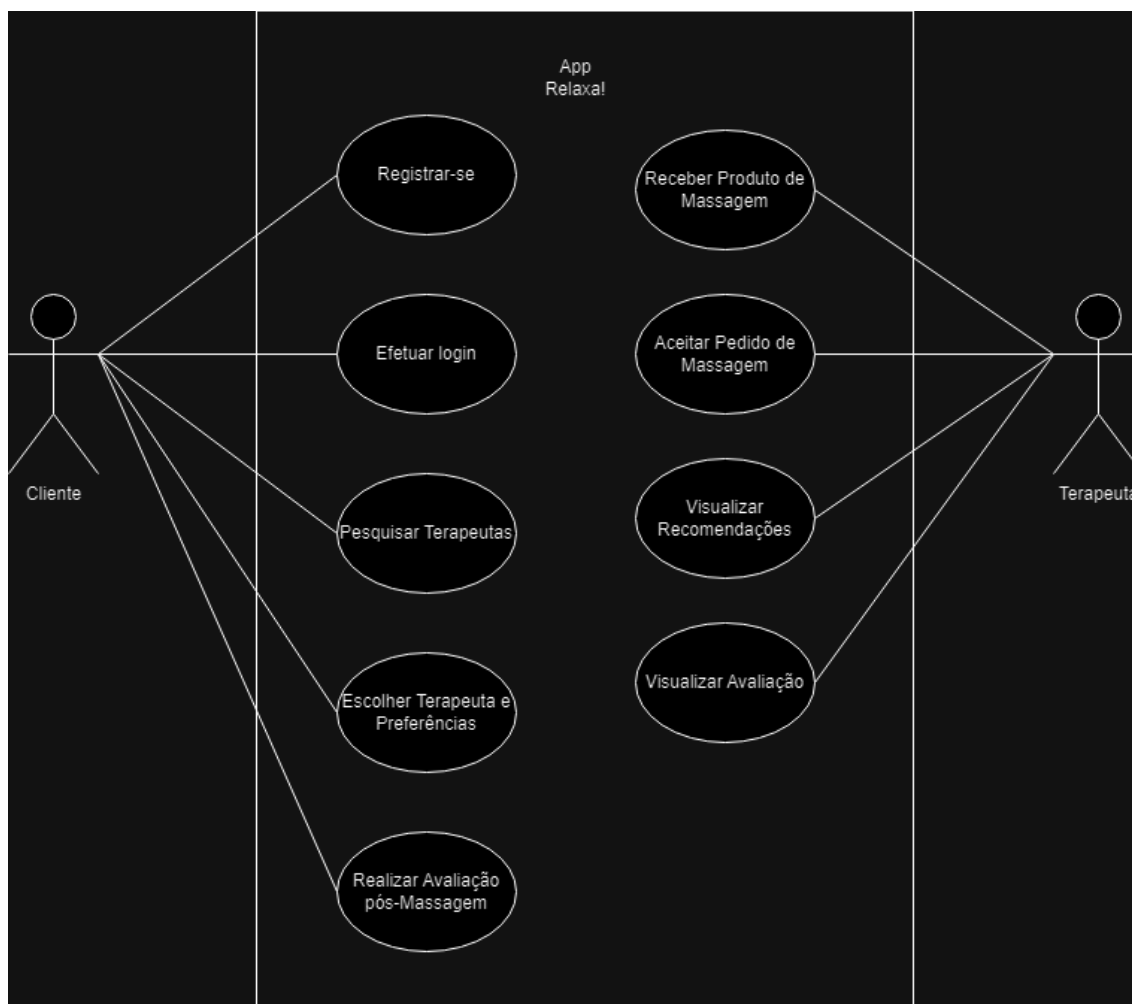 App
Relaxa!
Registrar-se
Receber Produto de
Massagem
Efetuar login
Aceitar Pedido de
Massagem
Cliente
Terapeuta
Pesquisar Terapeutas
Visualizar
Recomendações
Escolher Terapeuta e
Preferências
Visualizar Avaliação
Realizar Avaliação
pós-Massagem